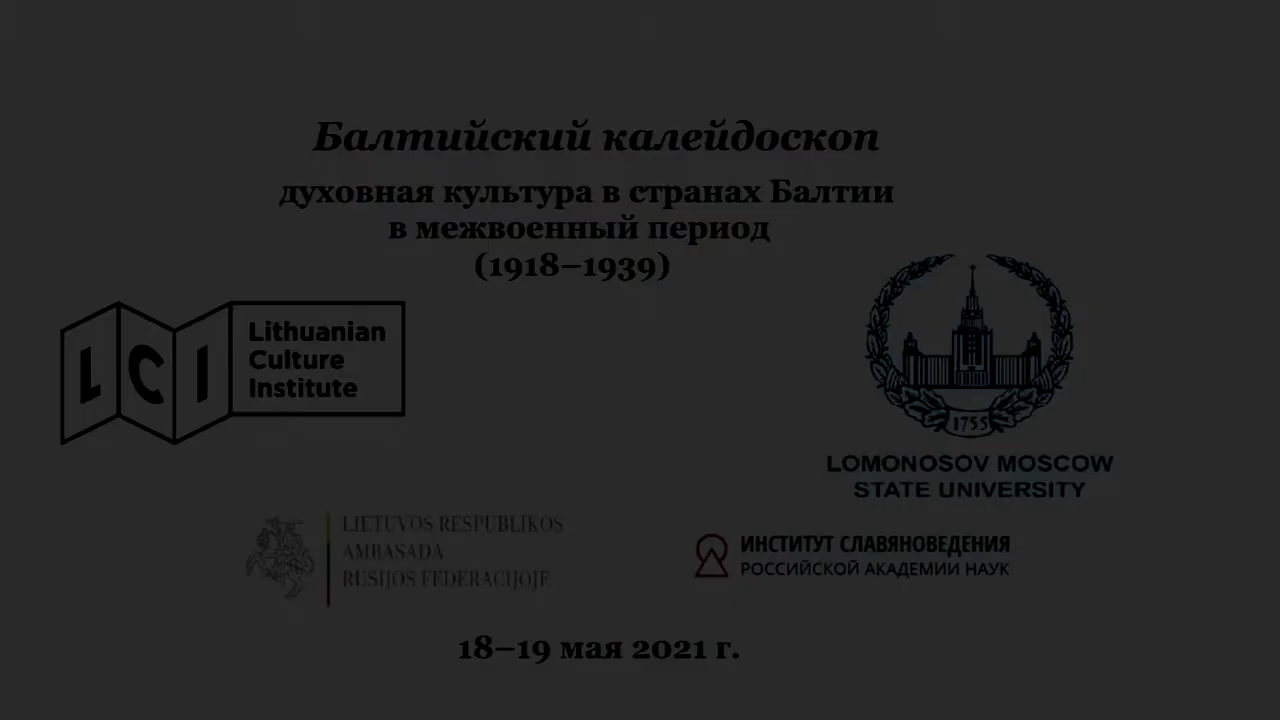 Балтийский калейдоскоп
духовная культура в странах Балтии
в межвоенный период
(1918–1939)
LCI
Lithuanian
Culture
Institute
1755
LOMONOSOV MOSCOW
STATE UNIVERSITY
LIETUVOS RESPUBLIKOS
AMBASADA
RUSIJOS FEDERACIJOJE
ИНСТИТУТ СЛАВЯНОВЕДЕНИЯ
РОССИЙСКОЙ АКАДЕМИИ НАУК
18–19 мая 2021 г.